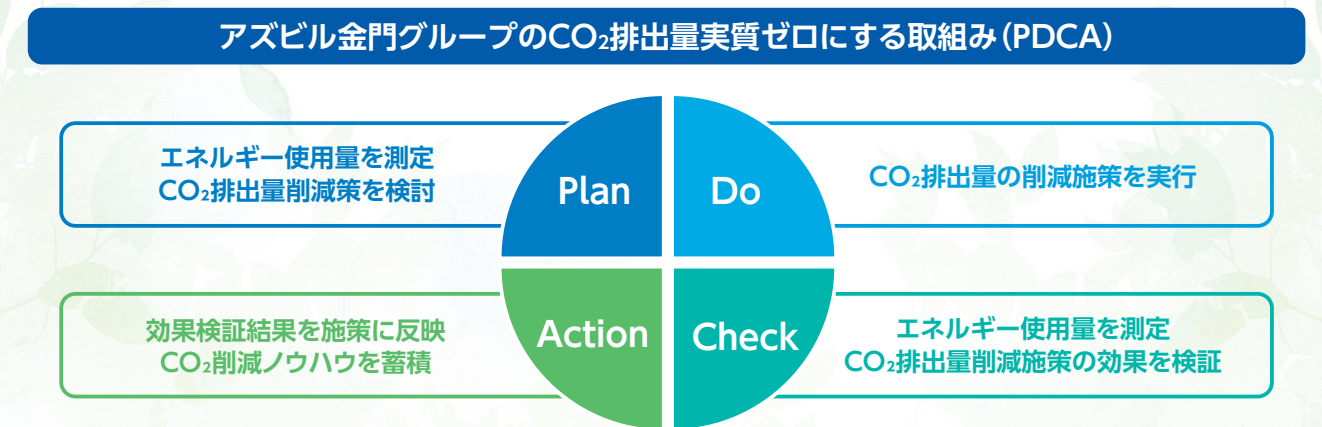 アズビル金門グループのCO₂排出量実質ゼロにする取組み(PDCA)
エネルギー使用量を測定
CO₂排出量削減策を検討
Plan
Do
CO₂排出量の削減施策を実行
効果検証結果を施策に反映
CO₂削減ノウハウを蓄積
Action
Check
エネルギー使用量を測定
CO₂排出量削減施策の効果を検証